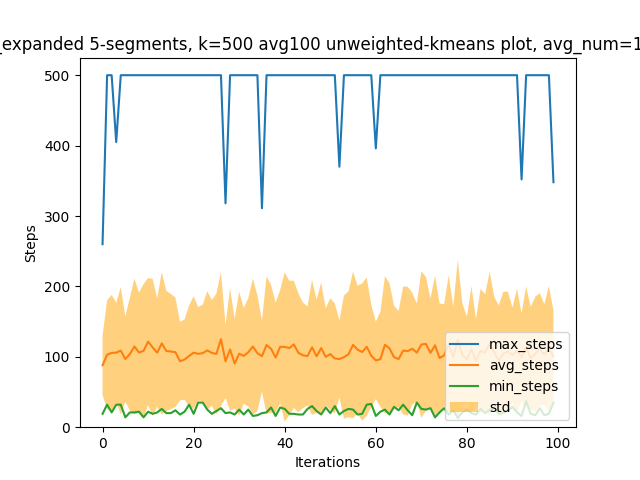 _expanded 5-segments, k=500 avg100 unweighted-kmeans plot, avg_num=1
500
400
300
200
100
0
Steps
0 20 40 60 80 100
Iterations
max_steps
avg_steps
min_steps
std